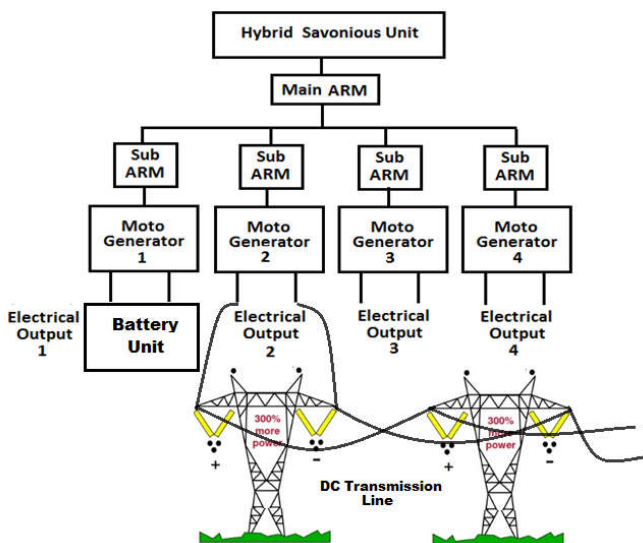 Hybrid Savonious Unit
Main ARM
Sub
ARM
Sub
ARM
Sub
ARM
Sub
ARM
Moto
Generator
1
Moto
Generator
2
Moto
Generator
3
Moto
Generator
4
Electrical
Output
1
Battery
Unit
Electrical
Output
2
Electrical
Output
3
Electrical
Output
4
300%
more
power
+
-
300%
more
power
+
-
DC Transmission
Line